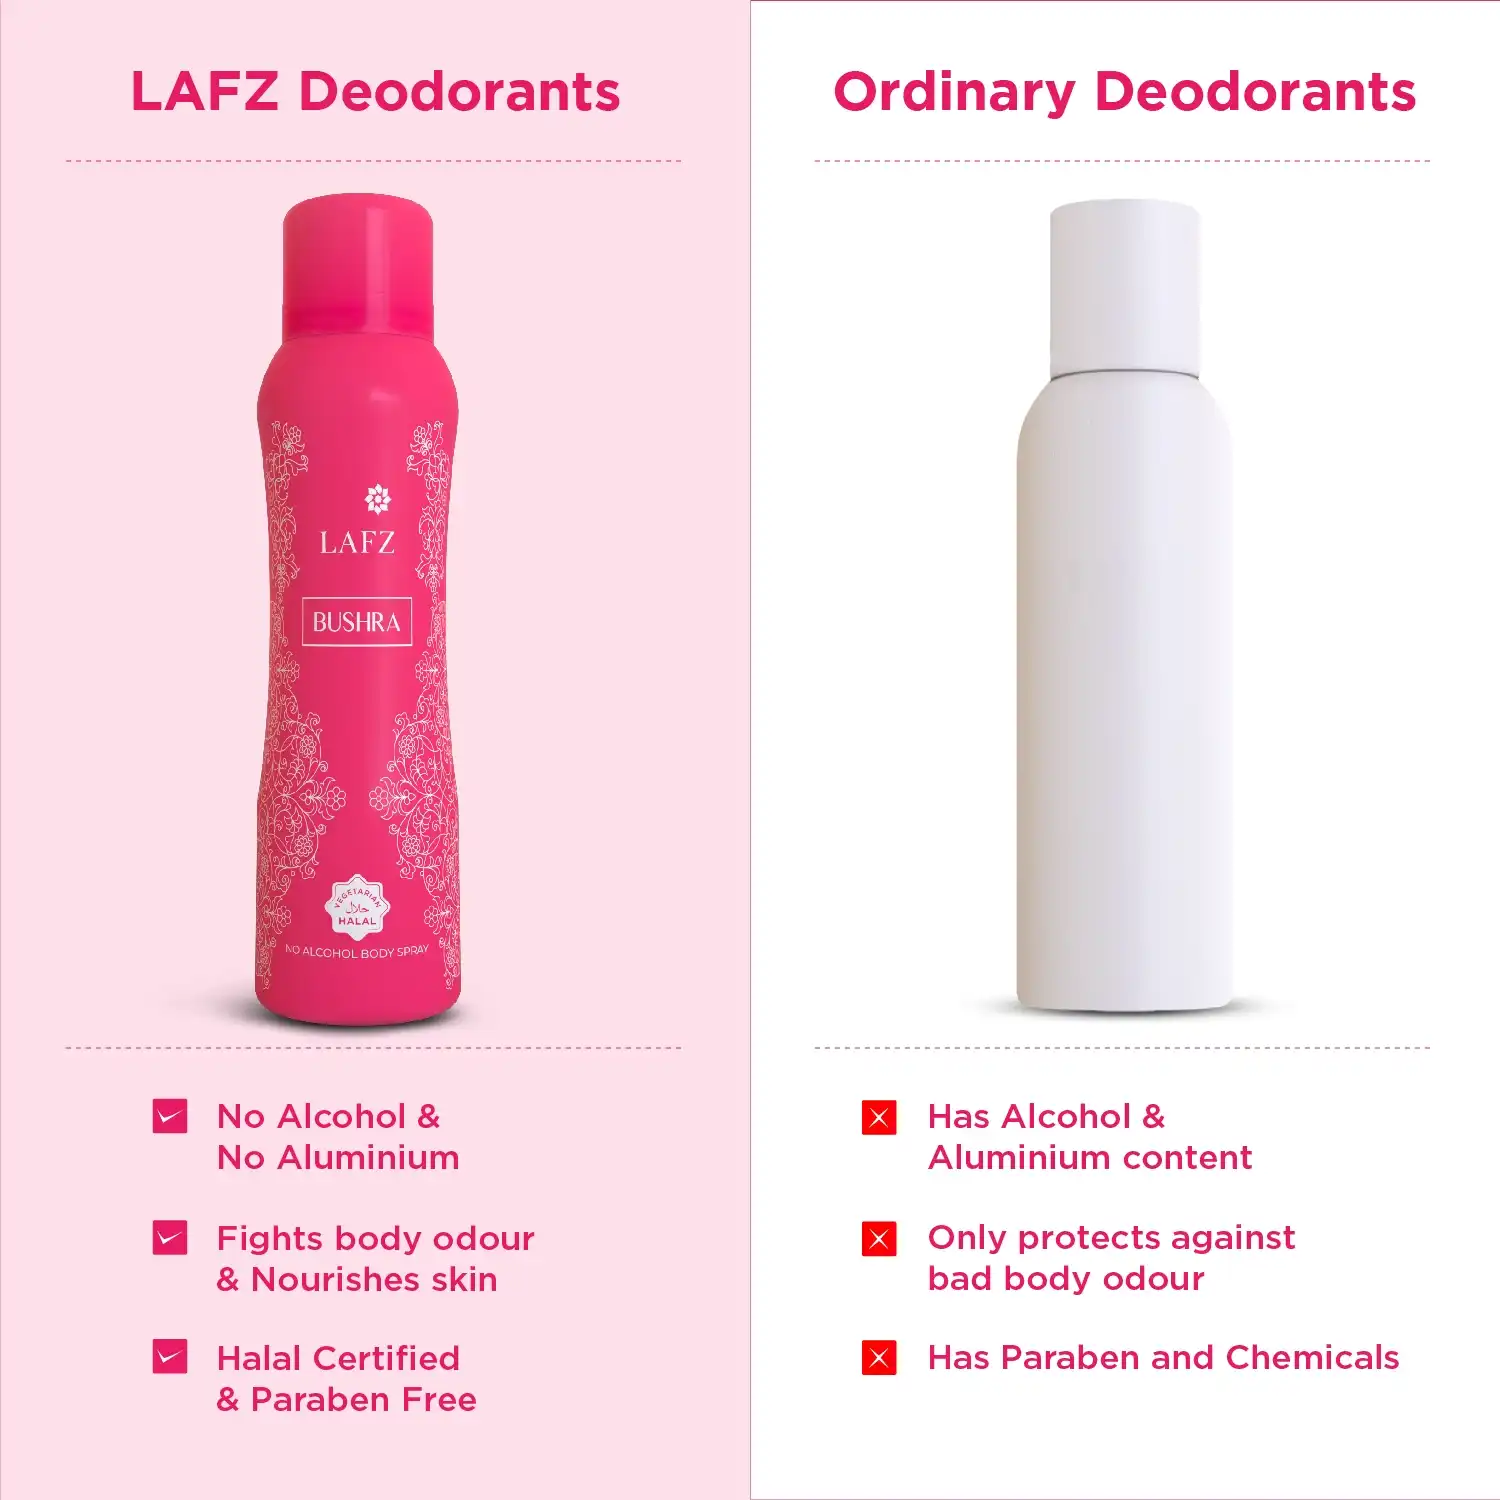 LAFZ Deodorants
LAFZ
BUSHRA
VEGETARIAN
حلال
HALAL
NO ALCOHOL BODY SPRAY
No Alcohol &
No Aluminium
Fights body odour
& Nourishes skin
Halal Certified
& Paraben Free
Ordinary Deodorants
Has Alcohol &
Aluminium content
Only protects against
bad body odour
Has Paraben and Chemicals